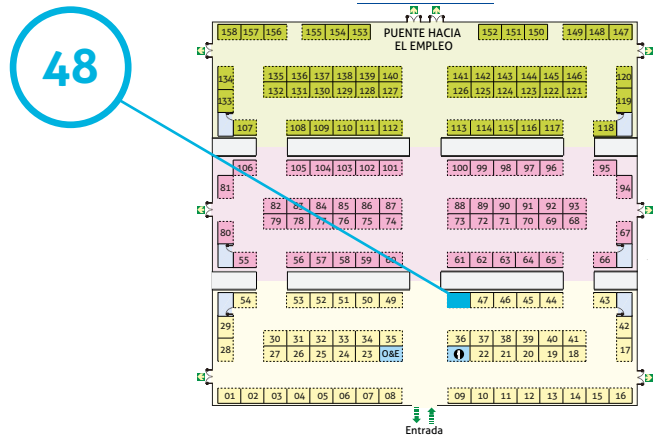 48
158 157 156 155 154 153 PUENTE HACIA 152 151 150 149 148 147
EL EMPLEO
134 135 136 137 138 139 140 141 142 143 144 145 146 120
133 132 131 130 129 128 127 126 125 124 123 122 121 119
107 108 109 110 111 112 113 114 115 116 117 118
106 105 104 103 102 101 100 99 98 97 96 95
81 94
82 83 84 85 86 87 88 89 90 91 92 93
80 79 78 77 76 75 74 73 72 71 70 69 68 67
55 56 57 58 59 60 61 62 63 64 65 66
54 53 52 51 50 49 47 46 45 44 43
29 42
30 31 32 33 34 35 36 37 38 39 40 41
28 27 26 25 24 23 O&E 22 21 20 19 18 17
01 02 03 04 05 06 07 08 09 10 11 12 13 14 15 16
Entrada